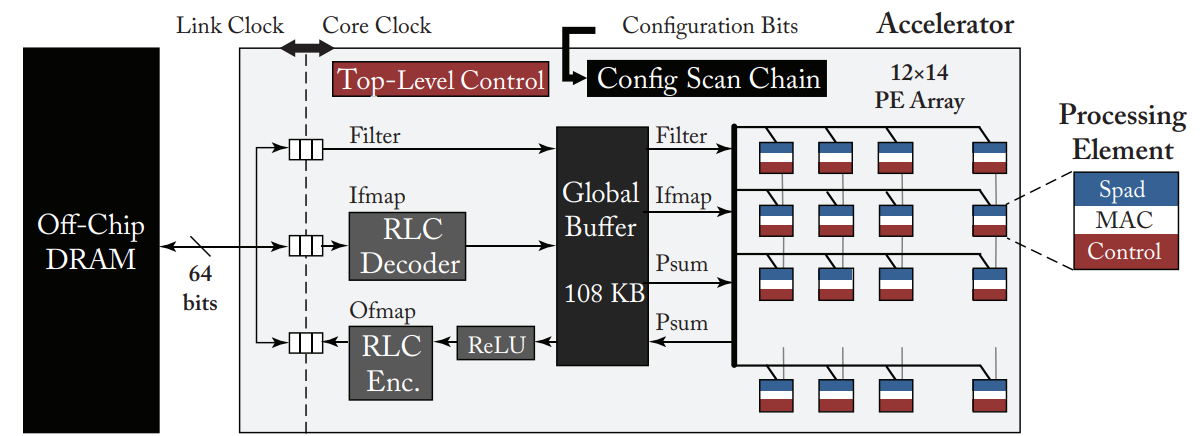 Link Clock
Core Clock
Configuration Bits
Accelerator
Top-Level Control
Config Scan Chain
12×14
PE Array
Off-Chip
DRAM
64
bits
Filter
Ifmap
RLC
Decoder
Ofmap
RLC
Enc.
ReLU
Global
Buffer
108 KB
Filter
Ifmap
Psum
Psum
Processing
Element
Spad
MAC
Control